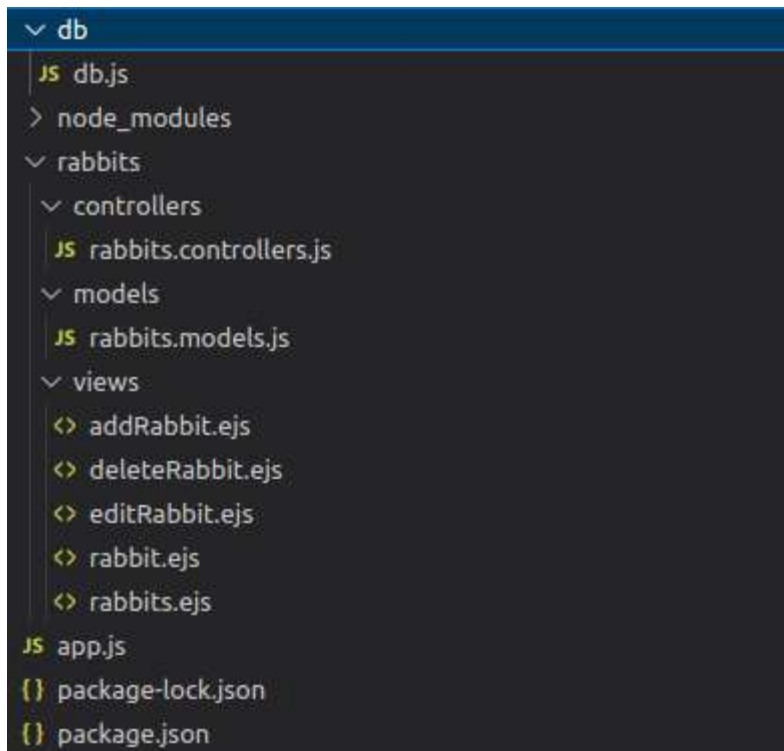 db
JS db.js
node_modules
rabbits
controllers
JS rabbits.controllers.js
models
JS rabbits.models.js
views
<> addRabbit.ejs
<> deleteRabbit.ejs
<> editRabbit.ejs
<> rabbit.ejs
<> rabbits.ejs
JS app.js
{} package-lock.json
{} package.json